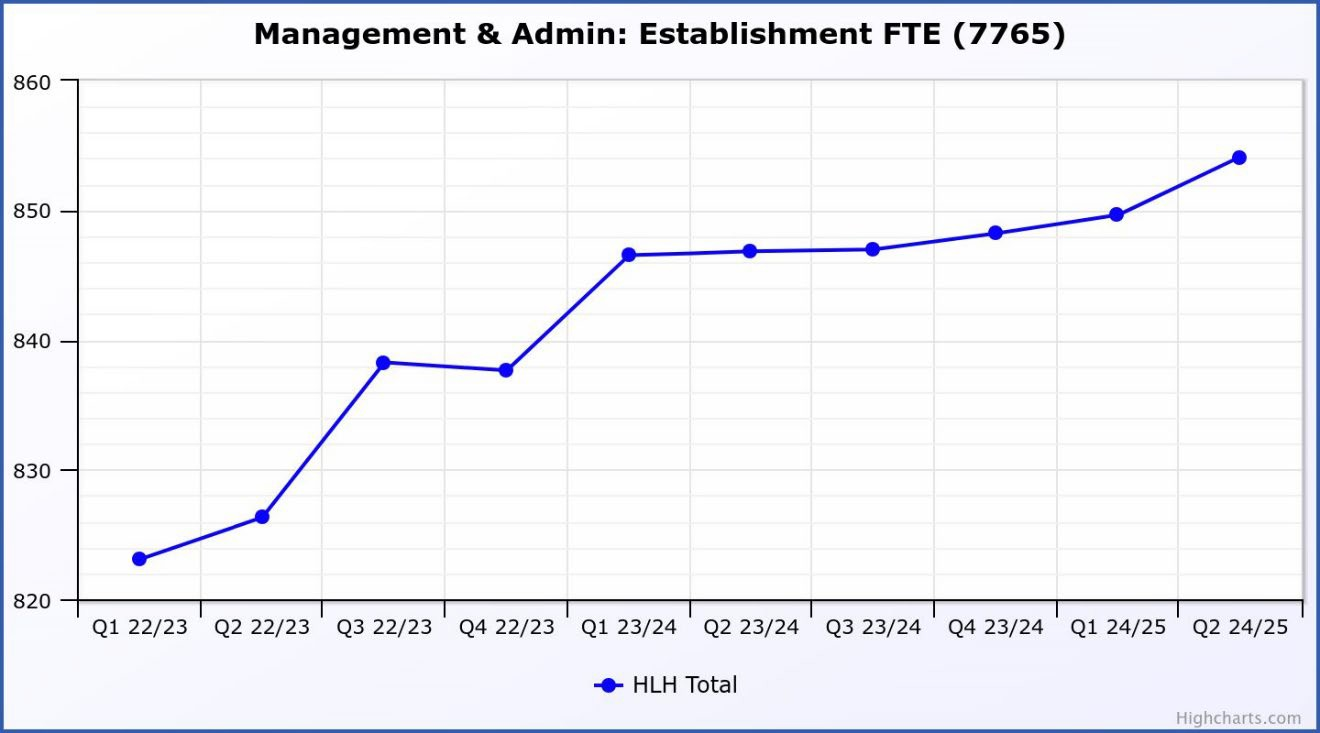 Management & Admin: Establishment FTE (7765)
860
850
840
830
820
Q1 22/23 Q2 22/23 Q3 22/23 Q4 22/23 Q1 23/24 Q2 23/24 Q3 23/24 Q4 23/24 Q1 24/25 Q2 24/25
HLH Total
Highcharts.com